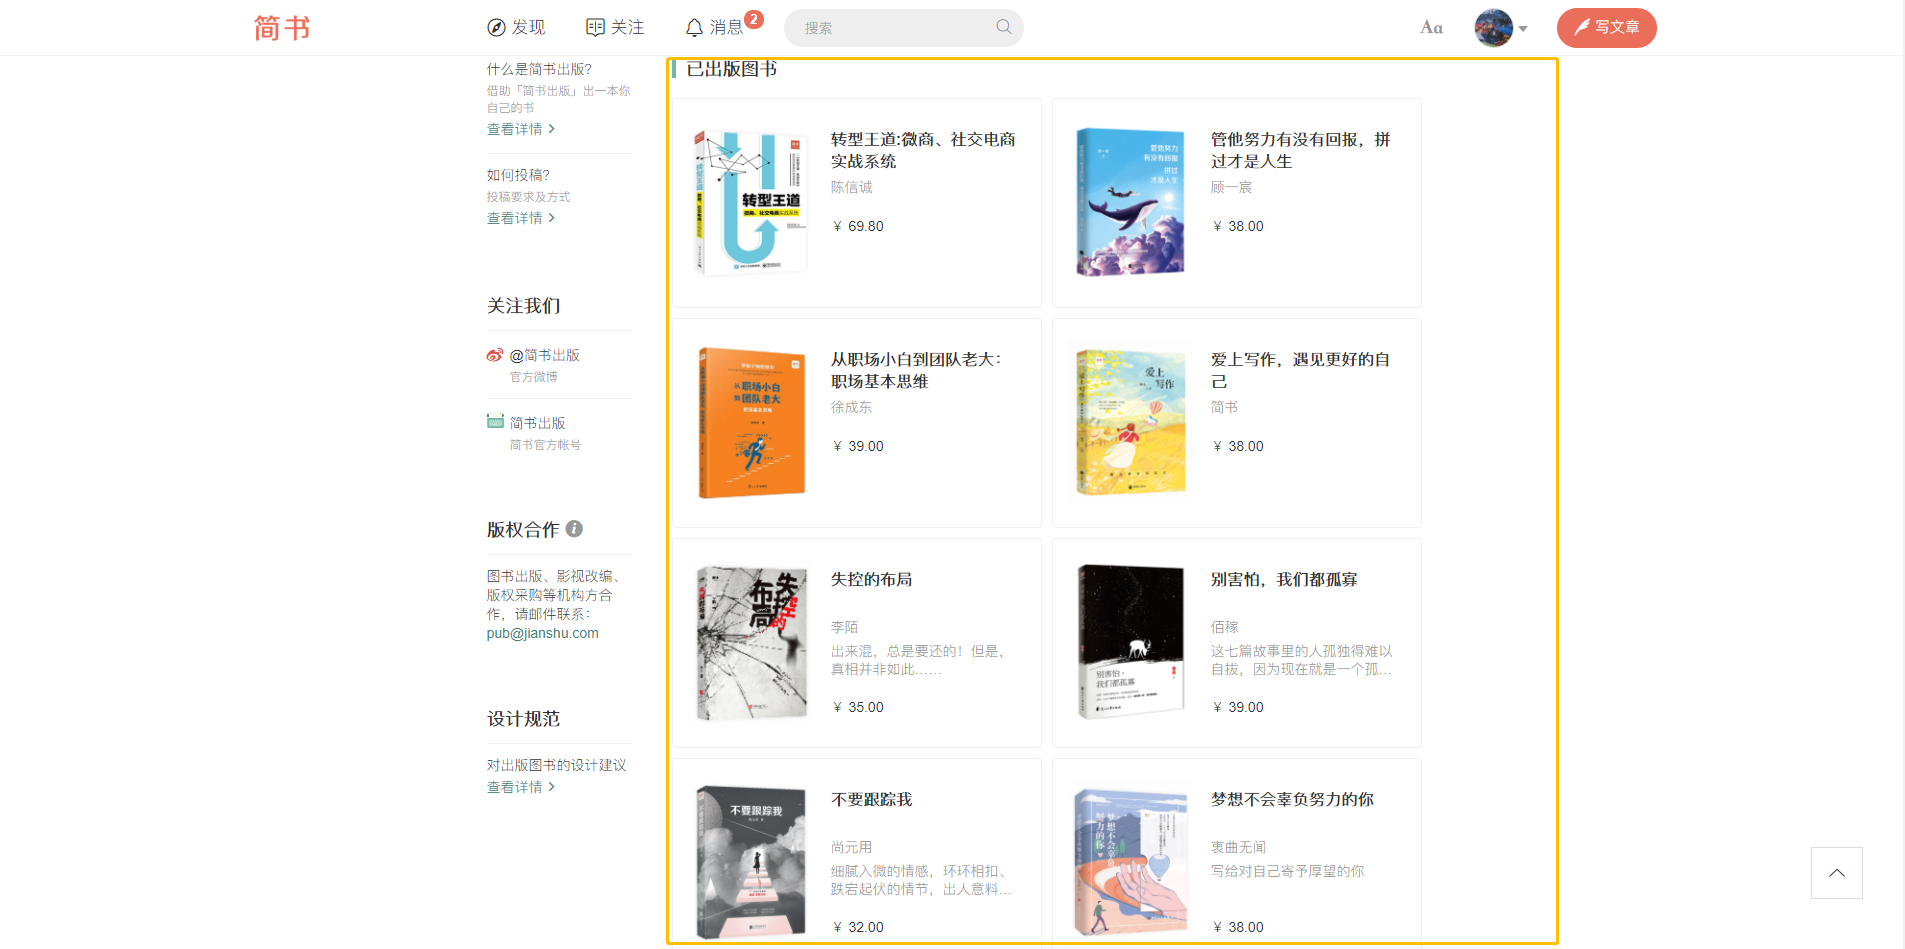 简书
发现
关注
消息
2
搜索
Aa
写文章
什么是简书出版?
借助「简书出版」出一本你
自己的书
查看详情
如何投稿?
投稿要求及方式
查看详情
关注我们
@简书出版
官方微博
简书出版
简书官方帐号
版权合作
图书出版、影视改编、
版权采购等机构方合
作，请邮件联系：
pub@jianshu.com
设计规范
对出版图书的设计建议
查看详情
已出版图书
转型王道
微商、社交电商实战系统
转型王道:微商、社交电商
实战系统
陈信诚
¥ 69.80
管他努力
有没有回报
拼过
才是人生
管他努力有没有回报，拼
过才是人生
顾一宸
¥ 38.00
从职场小白
到团队老大
职场基本思维
从职场小白到团队老大：
职场基本思维
徐成东
¥ 39.00
爱上
写作
爱上写作，遇见更好的自
己
简书
¥ 38.00
失控的
布局
失控的布局
李陌
出来混，总是要还的！但是，
真相并非如此……
¥ 35.00
别害怕，
我们都孤寡
别害怕，我们都孤寡
佰稼
这七篇故事里的人孤独得难以
自拔，因为现在就是一个孤...
¥ 39.00
不要跟踪我
不要跟踪我
尚元用
细腻入微的情感，环环相扣、
跌宕起伏的情节，出人意料...
¥ 32.00
梦想不会辜负
努力的你
梦想不会辜负努力的你
衷曲无闻
写给对自己寄予厚望的你
¥ 38.00